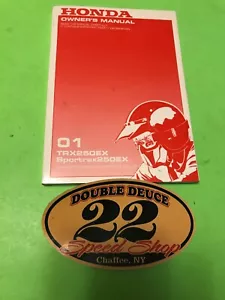 HONDA
OWNER'S MANUAL
01
TRX250EX
Sportrax250EX
DOUBLE DEUCE
22
Speed Shop
Chaffee, NY